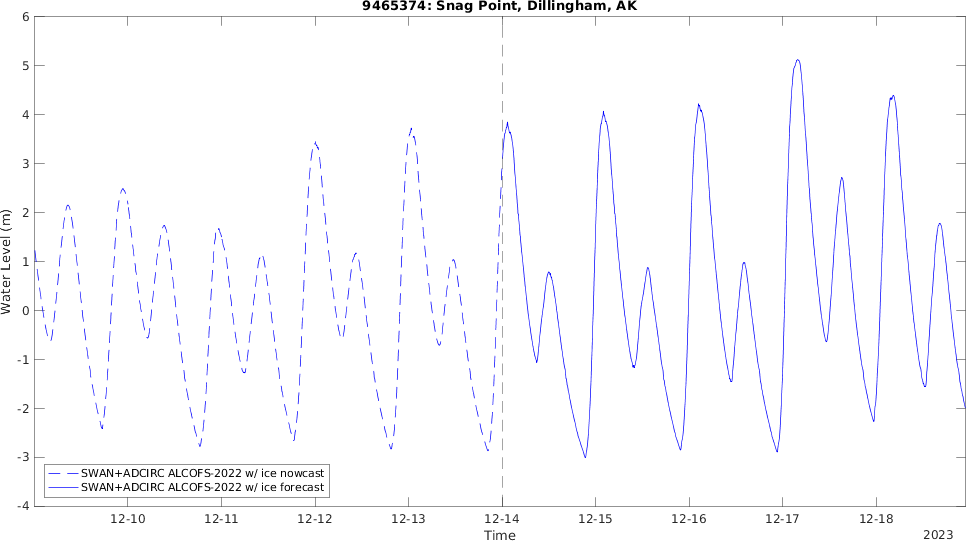 9465374: Snag Point, Dillingham, AK
6
5
4
3
2
1
0
-1
-2
-3
-4
Water Level (m)
SWAN+ADCIRC ALCOFS-2022 w/ ice nowcast
SWAN+ADCIRC ALCOFS-2022 w/ ice forecast
12-10 12-11 12-12 12-13 12-14 12-15 12-16 12-17 12-18
Time
2023